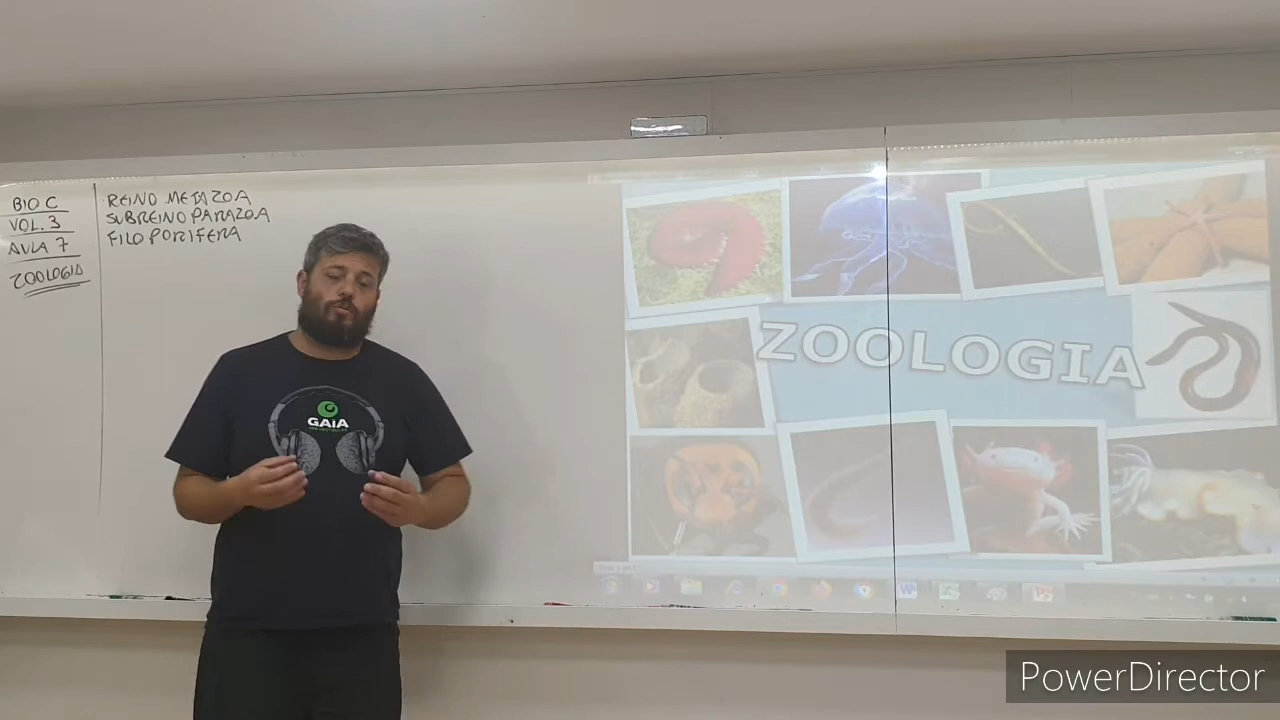 BIO C
VOL. 3
AULA 7
ZOOLOGIA
REINO METAZOA
SUBREINO PARAZOA
FILO PORIFERA
GAIA
ZOOLOGIA
PowerDirector